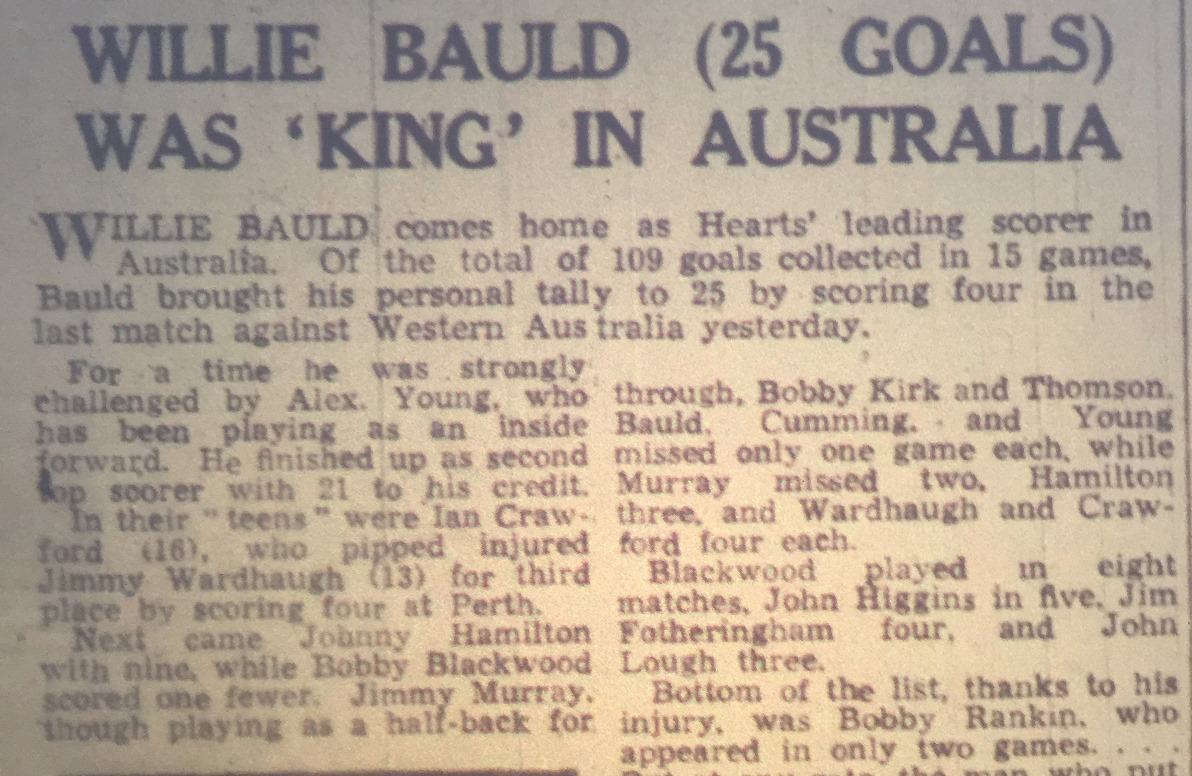 WILLIE BAULD (25 GOALS)
WAS ‘KING’ IN AUSTRALIA
WILLIE BAULD comes home as Hearts' leading scorer in
Australia. Of the total of 109 goals collected in 15 games,
Bauld brought his personal tally to 25 by scoring four in the
last match against Western Australia yesterday.
For a time he was strongly
challenged by Alex. Young, who
has been playing as an inside
forward. He finished up as second
top scorer with 21 to his credit.
In their "teens" were Ian Craw-
ford (16), who pipped injured
Jimmy Wardhaugh (13) for third
place by scoring four at Perth.
Next came Johnny Hamilton
with nine, while Bobby Blackwood
scored one fewer. Jimmy Murray,
though playing as a half-back for
through, Bobby Kirk and Thomson.
Bauld, Cumming, and Young
missed only one game each, while
Murray missed two, Hamilton
three, and Wardhaugh and Craw-
ford four each.
Blackwood played in eight
matches, John Higgins in five, Jim
Fotheringham four, and John
Lough three.
Bottom of the list, thanks to his
injury, was Bobby Rankin, who
appeared in only two games. . . .
the man who put